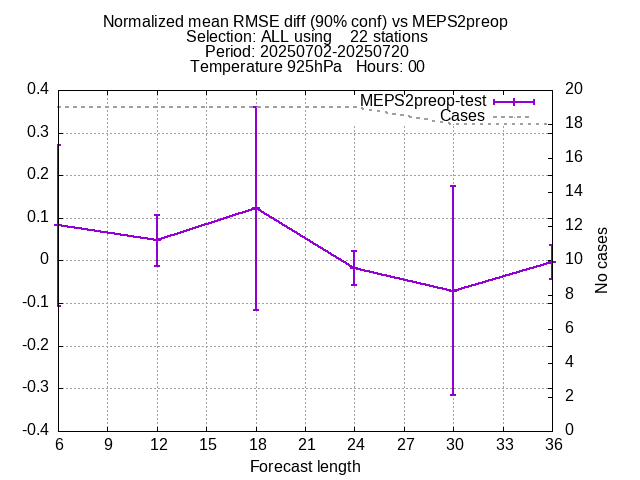 Normalized mean RMSE diff (90% conf) vs MEPS2preop
Selection: ALL using    22 stations
Period: 20250702-20250720
Temperature 925hPa   Hours: 00
MEPS2preop-test
Cases
0.4
0.3
0.2
0.1
0
-0.1
-0.2
-0.3
-0.4
20
18
16
14
12
10
8
6
4
2
0
No cases
6 9 12 15 18 21 24 27 30 33 36
Forecast length